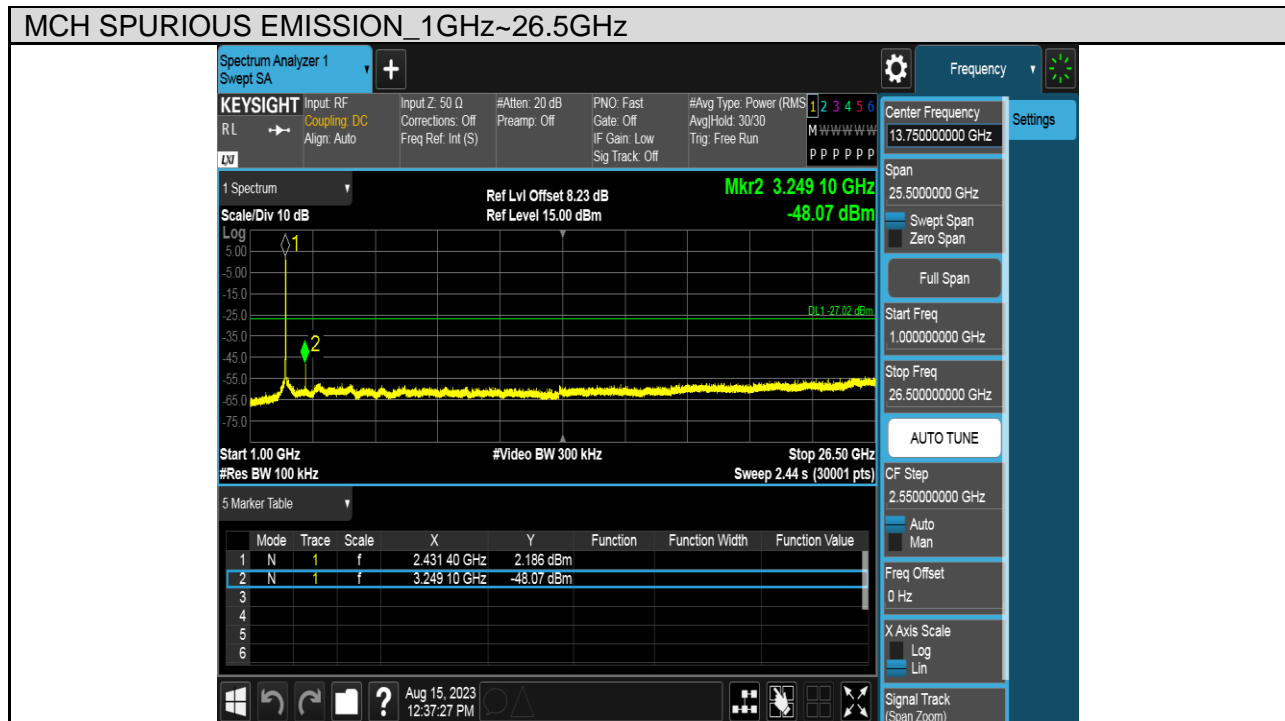 MCH SPURIOUS EMISSION_1GHz~26.5GHz
Spectrum Analyzer 1
Swept SA
+
Frequency
KEYSIGHT
RL
LXI
Input: RF
Coupling: DC
Align: Auto
Input Z: 50 Ω
Corrections: Off
Freq Ref: Int (S)
#Atten: 20 dB
Preamp: Off
PNO: Fast
Gate: Off
IF Gain: Low
Sig Track: Off
#Avg Type: Power (RMS
Avg|Hold: 30/30
Trig: Free Run
1 2 3 4 5 6
M W W W W W
P P P P P P
Center Frequency
13.750000000 GHz
Settings
Span
25.5000000 GHz
Swept Span
Zero Span
Full Span
Start Freq
1.000000000 GHz
Stop Freq
26.500000000 GHz
AUTO TUNE
CF Step
2.550000000 GHz
Auto
Man
Freq Offset
0 Hz
X Axis Scale
Log
Lin
Signal Track
(Span Zoom)
1 Spectrum
Scale/Div 10 dB
Ref Lvl Offset 8.23 dB
Ref Level 15.00 dBm
Mkr2 3.249 10 GHz
-48.07 dBm
Log
5.00
-5.00
-15.0
-25.0
-35.0
-45.0
-55.0
-65.0
-75.0
1
2
DL1 -27.02 dBm
Start 1.00 GHz
#Res BW 100 kHz
#Video BW 300 kHz
Stop 26.50 GHz
Sweep 2.44 s (30001 pts)
5 Marker Table
Mode Trace Scale X Y Function Function Width Function Value
1 N 1 f 2.431 40 GHz 2.186 dBm
2 N 1 f 3.249 10 GHz -48.07 dBm
3
4
5
6
?
Aug 15, 2023
12:37:27 PM